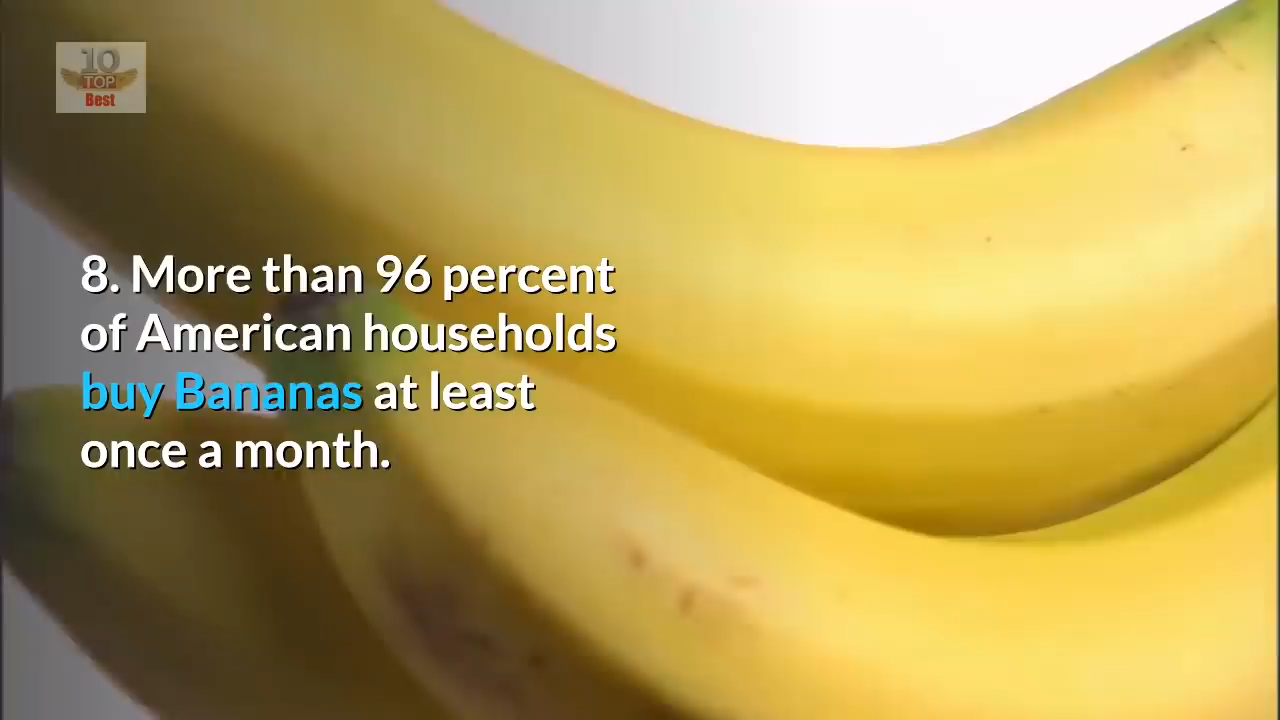 10
TOP
Best
8. More than 96 percent
of American households
buy Bananas at least
once a month.